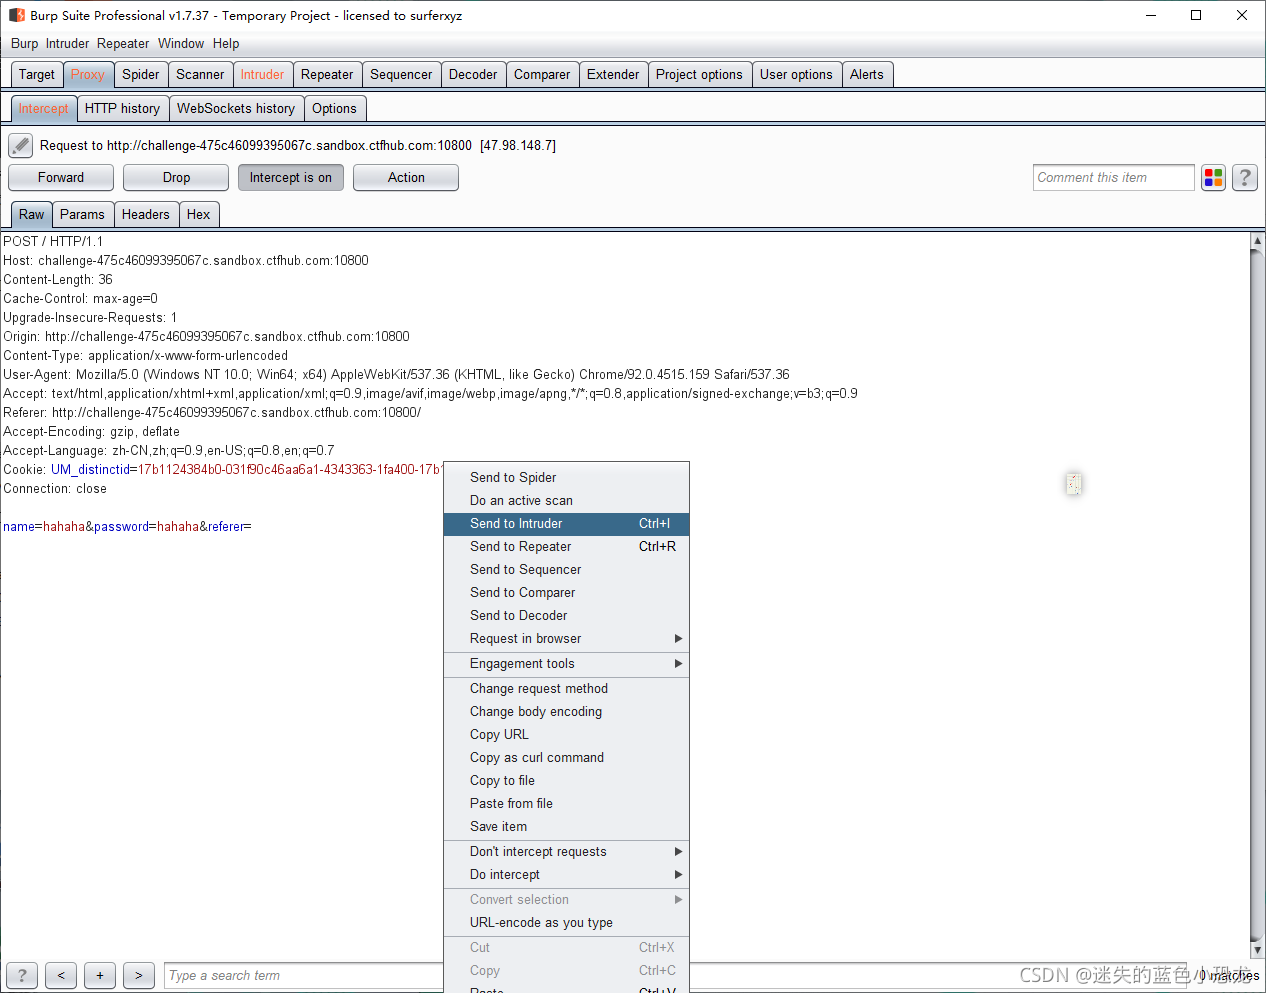 Burp Suite Professional v1.7.37 - Temporary Project - licensed to surferxyz
Burp Intruder Repeater Window Help
Target Proxy Spider Scanner Intruder Repeater Sequencer Decoder Comparer Extender Project options User options Alerts
Intercept HTTP history WebSockets history Options
Request to http://challenge-475c46099395067c.sandbox.ctfhub.com:10800 [47.98.148.7]
Forward Drop Intercept is on Action Comment this item ?
Raw Params Headers Hex
POST / HTTP/1.1
Host: challenge-475c46099395067c.sandbox.ctfhub.com:10800
Content-Length: 36
Cache-Control: max-age=0
Upgrade-Insecure-Requests: 1
Origin: http://challenge-475c46099395067c.sandbox.ctfhub.com:10800
Content-Type: application/x-www-form-urlencoded
User-Agent: Mozilla/5.0 (Windows NT 10.0; Win64; x64) AppleWebKit/537.36 (KHTML, like Gecko) Chrome/92.0.4515.159 Safari/537.36
Accept: text/html,application/xhtml+xml,application/xml;q=0.9,image/avif,image/webp,image/apng,*/*;q=0.8,application/signed-exchange;v=b3;q=0.9
Referer: http://challenge-475c46099395067c.sandbox.ctfhub.com:10800/
Accept-Encoding: gzip, deflate
Accept-Language: zh-CN,zh;q=0.9,en-US;q=0.8,en;q=0.7
Cookie: UM_distinctid=17b1124384b0-031f90c46aa6a1-4343363-1fa400-17b1
Connection: close
name=hahaha&password=hahaha&referer=
Send to Spider
Do an active scan
Send to Intruder Ctrl+I
Send to Repeater Ctrl+R
Send to Sequencer
Send to Comparer
Send to Decoder
Request in browser
Engagement tools
Change request method
Change body encoding
Copy URL
Copy as curl command
Copy to file
Paste from file
Save item
Don't intercept requests
Do intercept
Convert selection
URL-encode as you type
Cut Ctrl+X
Copy Ctrl+C
Paste Ctrl+V
? < + > Type a search term 0 matches
CSDN @迷失的蓝色小恐龙